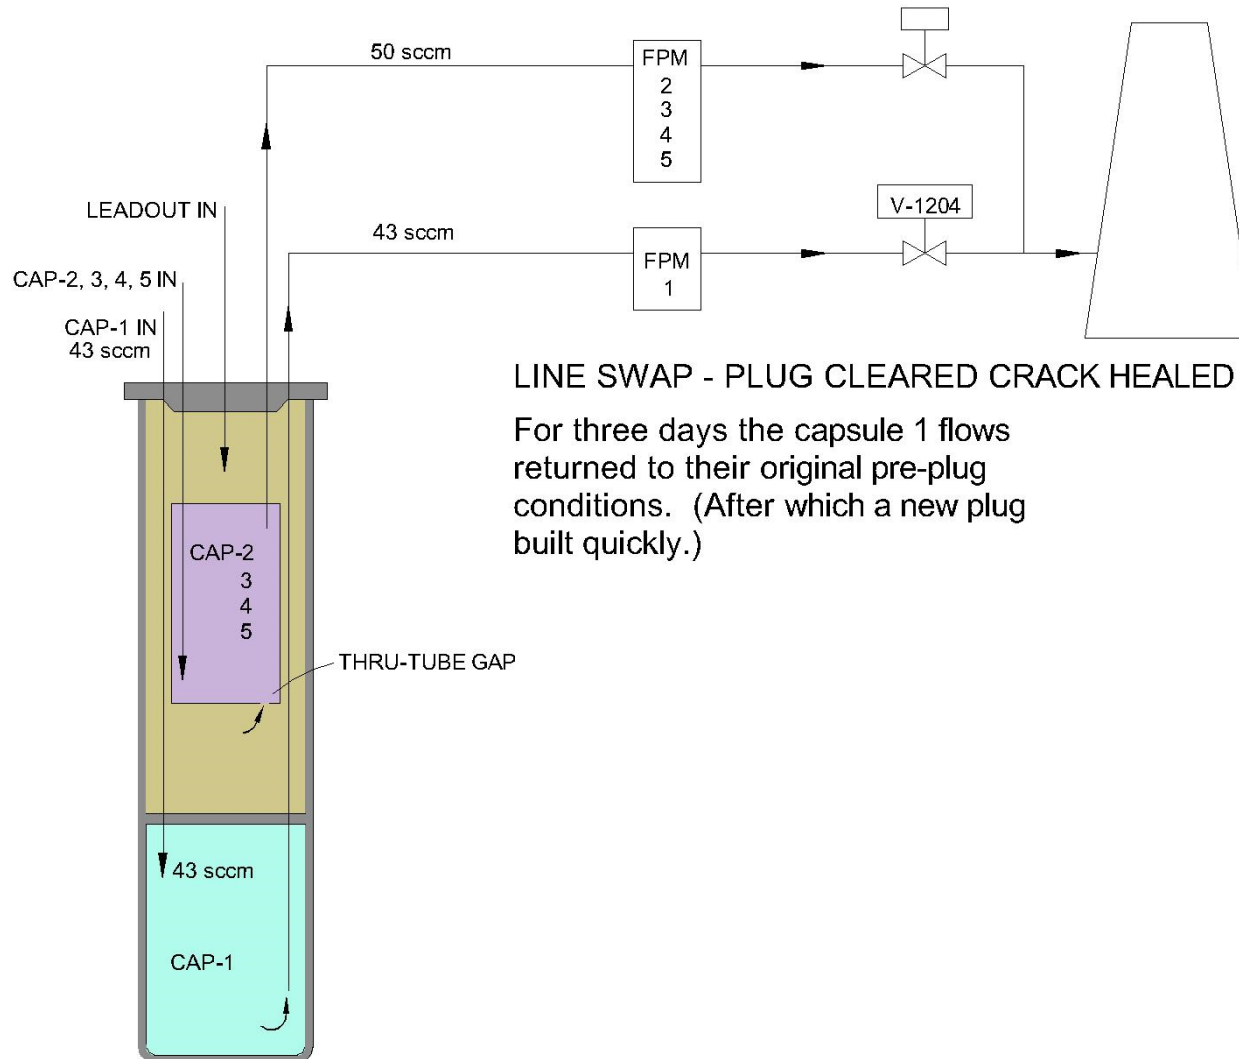 50 sccm
FPM
2
3
4
5
LEADOUT IN
V-1204
43 sccm
FPM
1
CAP-2, 3, 4, 5 IN
CAP-1 IN
43 sccm
LINE SWAP - PLUG CLEARED CRACK HEALED
For three days the capsule 1 flows
returned to their original pre-plug
conditions. (After which a new plug
built quickly.)
CAP-2
3
4
5
THRU-TUBE GAP
43 sccm
CAP-1